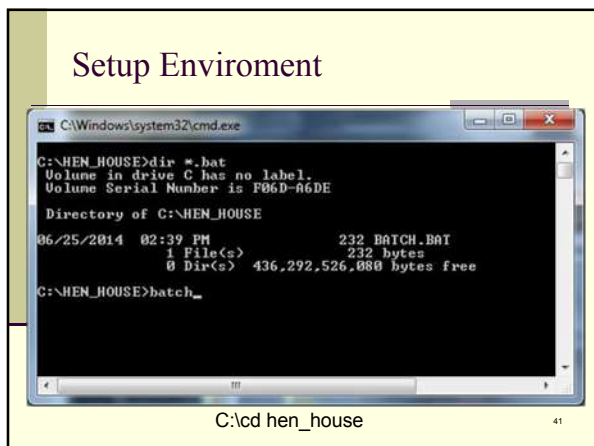 Setup Enviroment
C:\Windows\system32\cmd.exe
C:\HEN_HOUSE>dir *.bat
Volume in drive C has no label.
Volume Serial Number is F06D-A6DE
Directory of C:\HEN_HOUSE
06/25/2014 02:39 PM 232 BATCH.BAT
1 File(s) 232 bytes
0 Dir(s) 436,292,526,080 bytes free
C:\HEN_HOUSE>batch_
C:\cd hen_house
41